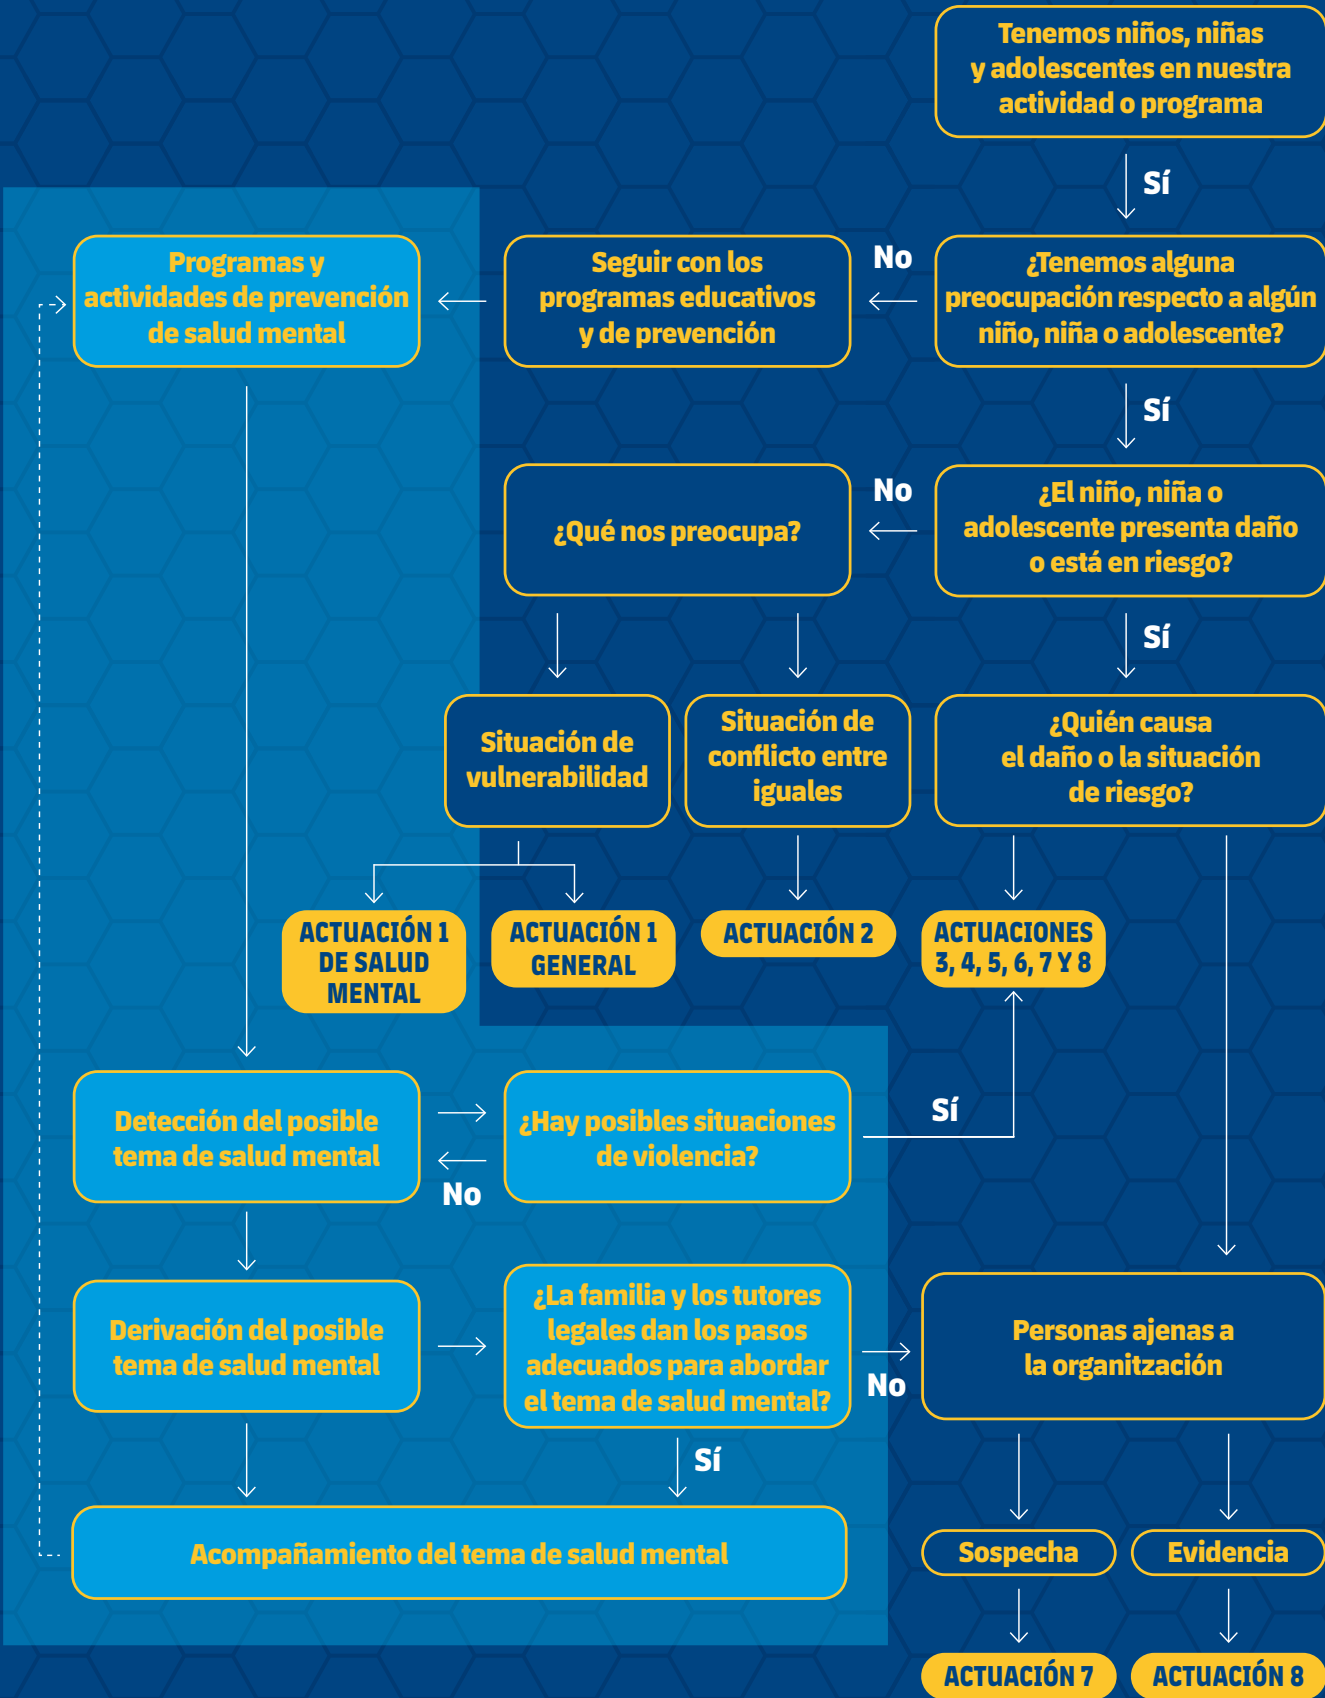 Tenemos niños, niñas
y adolescentes en nuestra
actividad o programa
Sí
Programas y
actividades de prevención
de salud mental
Seguir con los
programas educativos
y de prevención
No
¿Tenemos alguna
preocupación respecto a algún
niño, niña o adolescente?
Sí
¿Qué nos preocupa?
No
¿El niño, niña o
adolescente presenta daño
o está en riesgo?
Sí
Situación de
vulnerabilidad
Situación de
conflicto entre
iguales
¿Quién causa
el daño o la situación
de riesgo?
ACTUACIÓN 1
DE SALUD
MENTAL
ACTUACIÓN 1
GENERAL
ACTUACIÓN 2
ACTUACIONES
3, 4, 5, 6, 7 Y 8
Detección del posible
tema de salud mental
No
¿Hay posibles situaciones
de violencia?
Sí
Derivación del posible
tema de salud mental
¿La familia y los tutores
legales dan los pasos
adecuados para abordar
el tema de salud mental?
No
Personas ajenas a
la organitzación
Sí
Acompañamiento del tema de salud mental
Sospecha
Evidencia
ACTUACIÓN 7
ACTUACIÓN 8